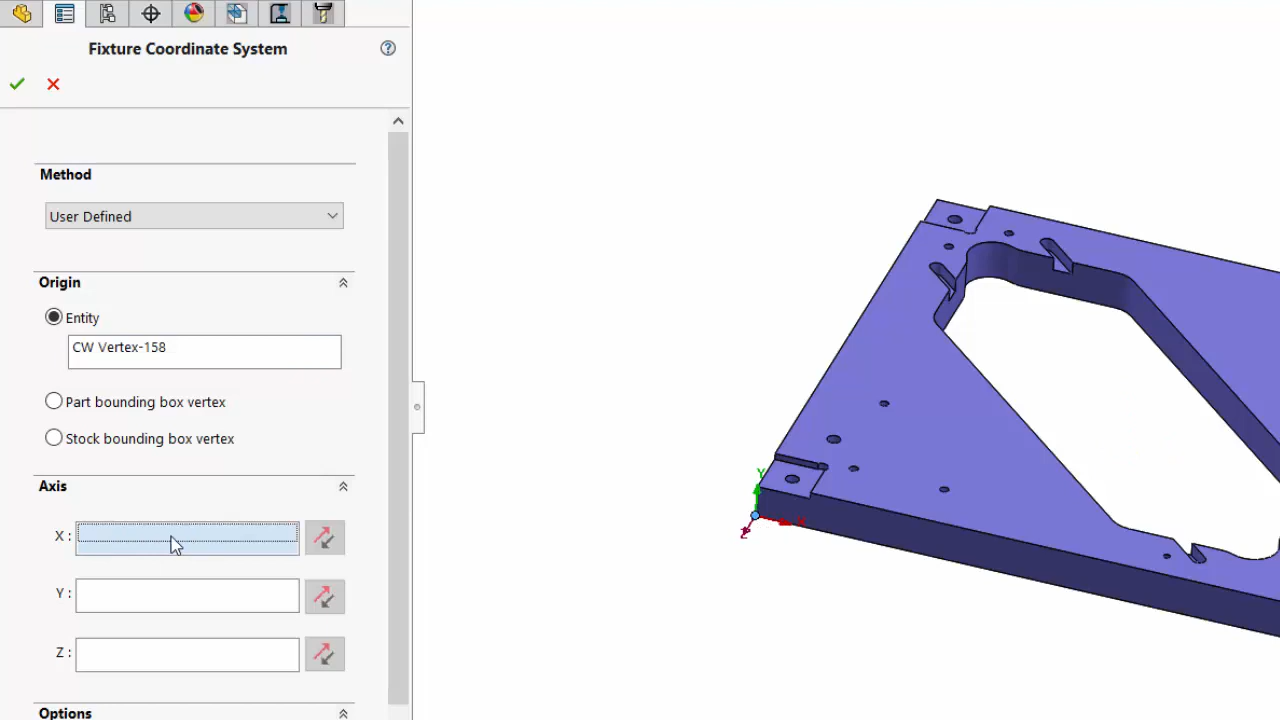 Fixture Coordinate System
Method
User Defined
Origin
Entity
CW Vertex-158
Part bounding box vertex
Stock bounding box vertex
Axis
X :
Y :
Z :
Options
Y
X
Z